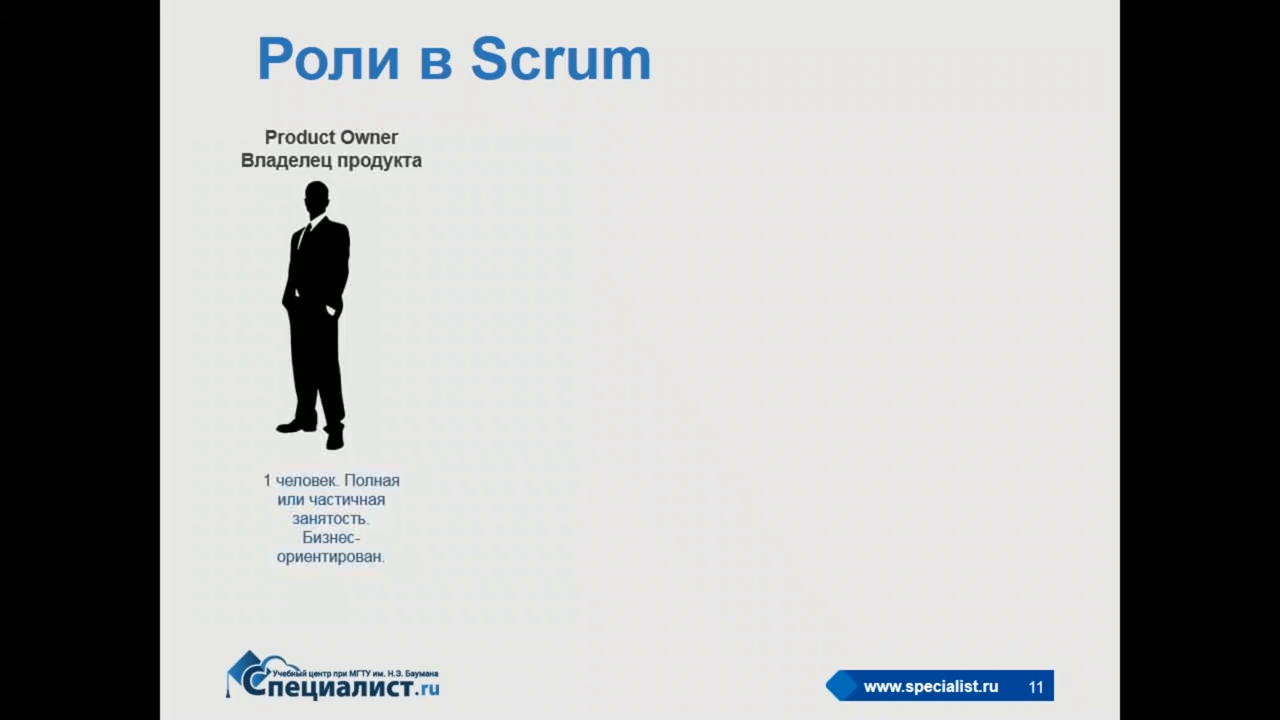 Роли в Scrum
Product Owner
Владелец продукта
1 человек. Полная
или частичная
занятость.
Бизнес-
ориентирован.
Учебный центр при МГТУ им. Н.Э. Баумана
Специалист.ru
www.specialist.ru 11